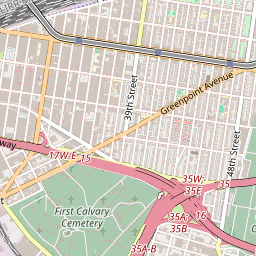 39th Street
Greenpoint Avenue
48th Street
17W-E
15
way
35W-
35E
35
First Calvary
Cemetery
35A-
35B
16
35A-B